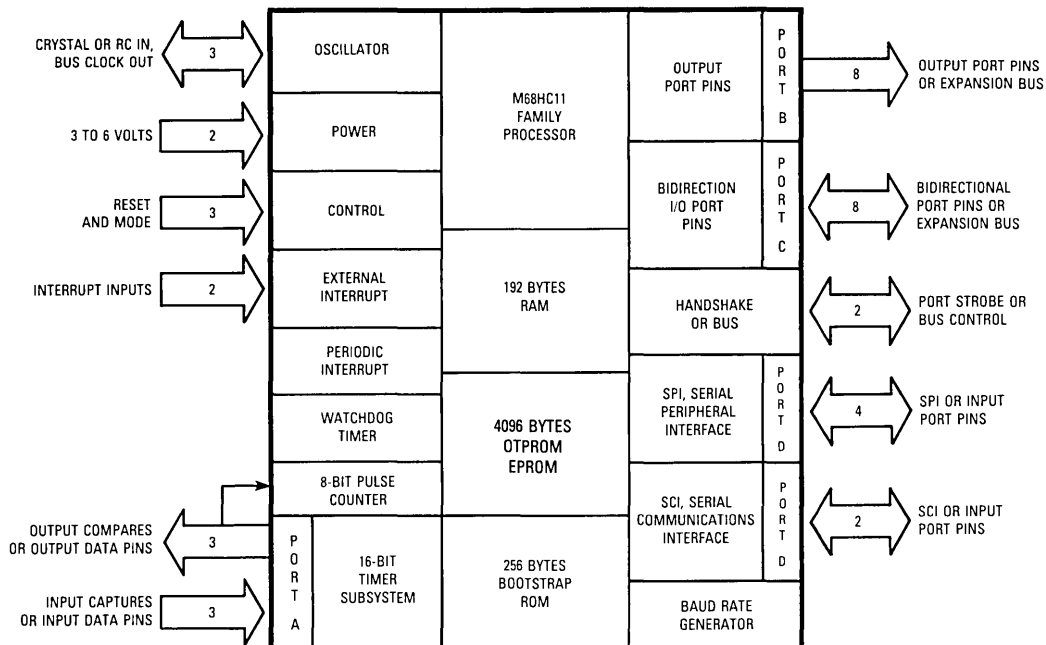 CRYSTAL OR RC IN,
BUS CLOCK OUT
3
OSCILLATOR
3 TO 6 VOLTS
2
POWER
RESET
AND MODE
3
CONTROL
INTERRUPT INPUTS
2
EXTERNAL
INTERRUPT
PERIODIC
INTERRUPT
WATCHDOG
TIMER
8-BIT PULSE
COUNTER
OUTPUT COMPARES
OR OUTPUT DATA PINS
3
INPUT CAPTURES
OR INPUT DATA PINS
3
PORT A
16-BIT
TIMER
SUBSYSTEM
M68HC11
FAMILY
PROCESSOR
192 BYTES
RAM
4096 BYTES
OTPROM
EPROM
256 BYTES
BOOTSTRAP
ROM
OUTPUT
PORT PINS
PORT B
8
OUTPUT PORT PINS
OR EXPANSION BUS
BIDIRECTION
I/O PORT
PINS
PORT C
8
BIDIRECTIONAL
PORT PINS OR
EXPANSION BUS
HANDSHAKE
OR BUS
2
PORT STROBE OR
BUS CONTROL
SPI, SERIAL
PERIPHERAL
INTERFACE
PORT D
4
SPI OR INPUT
PORT PINS
SCI, SERIAL
COMMUNICATIONS
INTERFACE
PORT D
2
SCI OR INPUT
PORT PINS
BAUD RATE
GENERATOR